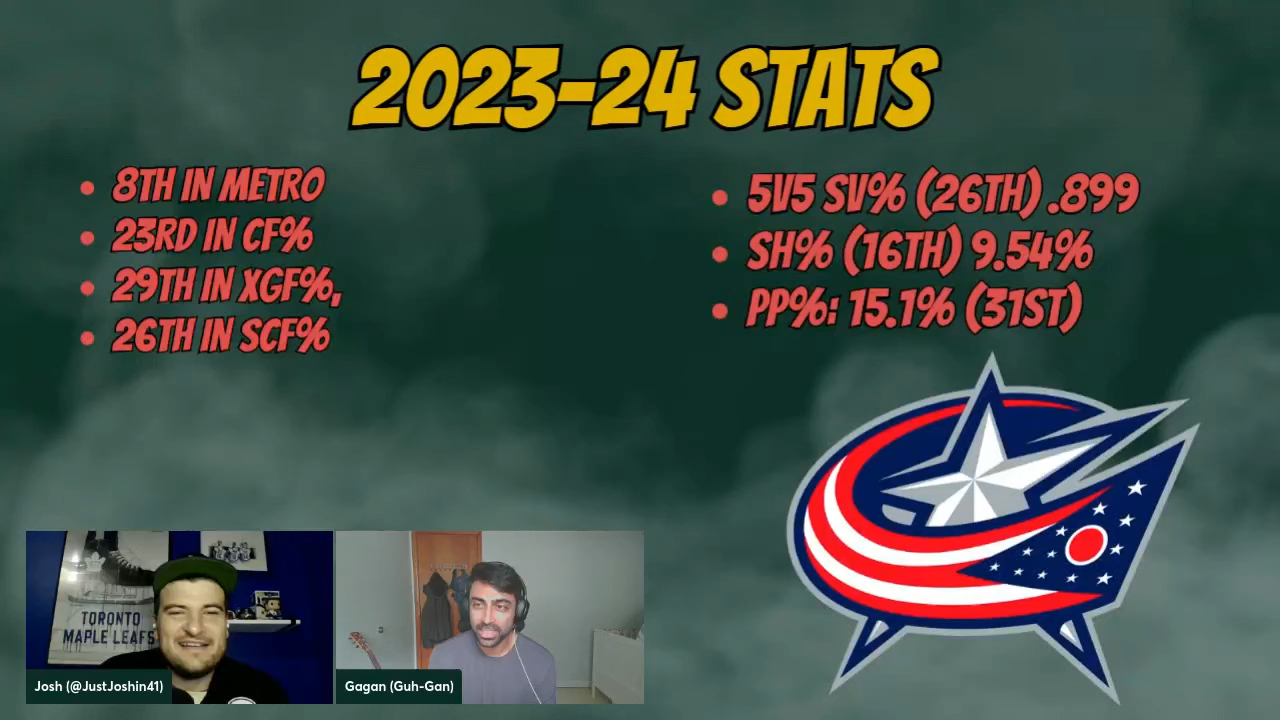 2023-24 STATS
8TH IN METRO
23RD IN CF%
29TH IN XGF%,
26TH IN SCF%
5V5 SV% (26TH) .899
SH% (16TH) 9.54%
PP%: 15.1% (31ST)
TORONTO
MAPLE LEAFS
Josh (@JustJoshin41)
Gagan (Guh-Gan)